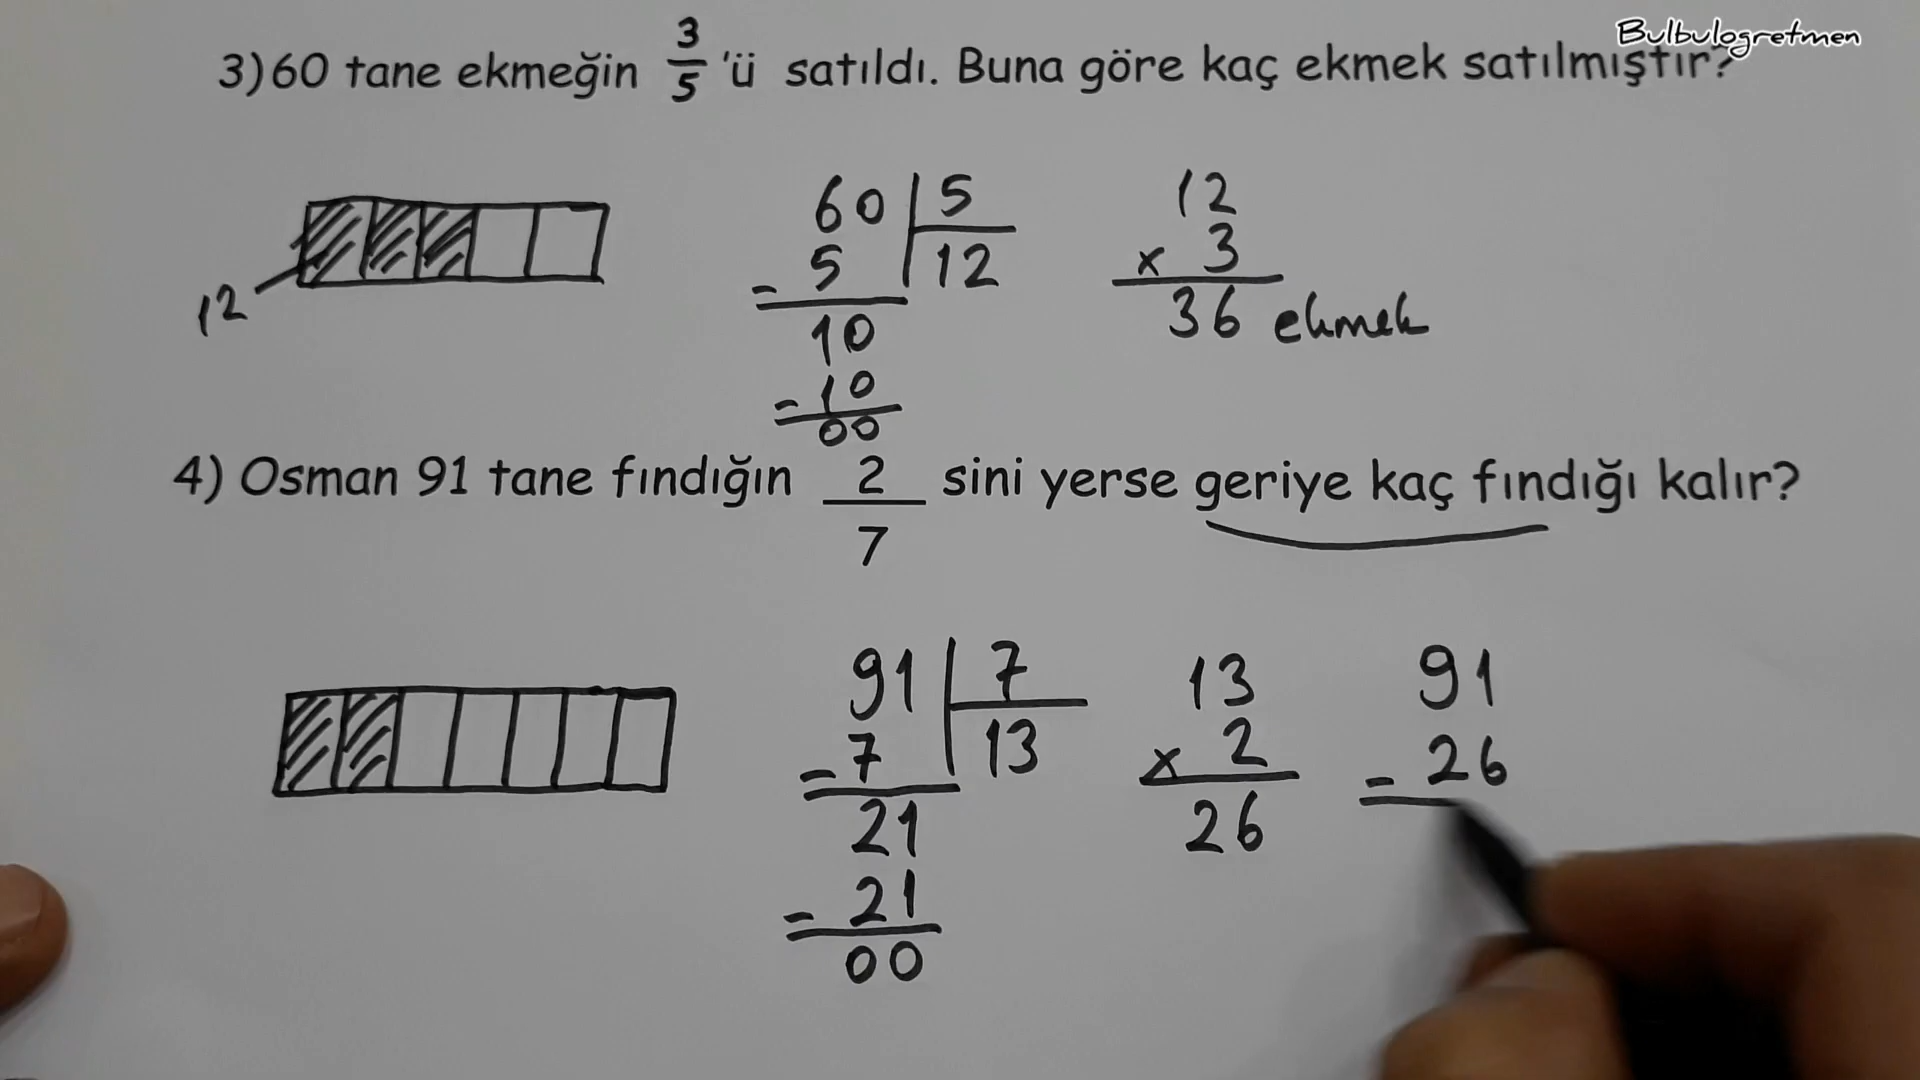 Bulbulogretmen
3) 60 tane ekmeğin 3/5 'ü satıldı. Buna göre kaç ekmek satılmıştır?
60 | 5
- 5 | 12
10
- 10
00
12
x 3
36 ekmek
12
4) Osman 91 tane fındığın 2/7 sini yerse geriye kaç fındığı kalır?
91 | 7
- 7 | 13
21
- 21
00
13
x 2
26
91
- 26